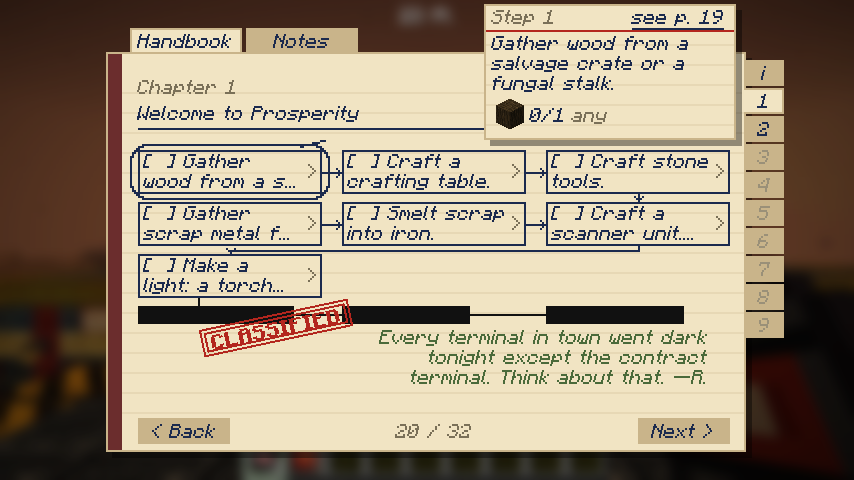 Handbook
Notes
Step 1
see p. 19
Gather wood from a
salvage crate or a
fungal stalk.
0/1 any
Chapter 1
Welcome to Prosperity
[ ] Gather
wood from a s...
[ ] Craft a
crafting table.
[ ] Craft stone
tools.
[ ] Gather
scrap metal f...
[ ] Smelt scrap
into iron.
[ ] Craft a
scanner unit....
[ ] Make a
light: a torch...
CLASSIFIED
Every terminal in town went dark
tonight except the contract
terminal. Think about that. —R.
< Back
20 / 32
Next >
i
1
2
3
4
5
6
7
8
9